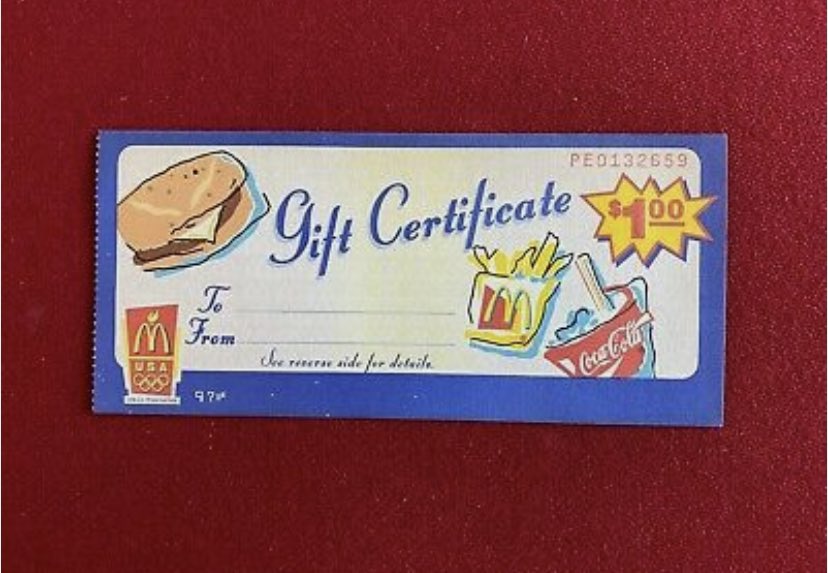 PE0132659
Gift Certificate
$1.00
To
From
See reverse side for details.
USA
Coca-Cola
97